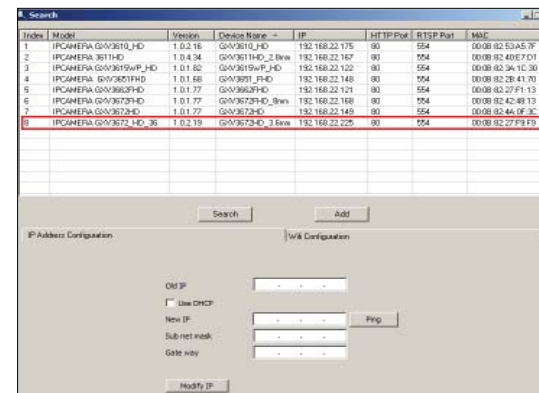 Search
Index Model Version Device Name IP HTTP Port RTSP Port MAC
1 IPCAMERA GXV3610_HD 1.0.2.16 GXV3610_HD 192.168.22.175 80 554 00:0B:82:53:A5:7F
2 IPCAMERA 3611HD 1.0.4.34 GXV3611HD_2.8mm 192.168.22.167 80 554 00:0B:82:40:E7:D1
3 IPCAMERA GXV3615WP_HD 1.0.1.82 GXV3615WP_HD 192.168.22.122 80 554 00:0B:82:3A:1C:30
4 IPCAMERA GXV3651FHD 1.0.1.68 GXV3651_FHD 192.168.22.148 80 554 00:0B:82:2B:41:70
5 IPCAMERA GXV3662FHD 1.0.1.77 GXV3662FHD 192.168.22.121 80 554 00:0B:82:27:F1:13
6 IPCAMERA GXV3672FHD 1.0.1.77 GXV3672FHD_8mm 192.168.22.168 80 554 00:0B:82:42:48:13
7 IPCAMERA GXV3672HD 1.0.1.77 GXV3672HD 192.168.22.149 80 554 00:0B:82:4A:0F:3C
8 IPCAMERA GXV3672_HD_36 1.0.2.19 GXV3672HD_3.6mm 192.168.22.225 80 554 00:0B:82:27:F9:F9
Search Add
IP Address Configuration Wifi Configuration
Old IP
Use DHCP
New IP Ping
Sub net mask
Gate way
Modify IP